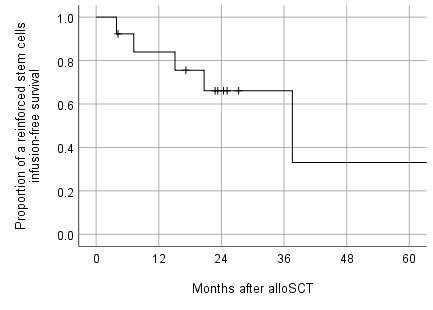 Proportion of a reinforced stem cells
infusion-free survival
1.0
0.8
0.6
0.4
0.2
0.0
0 12 24 36 48 60
Months after alloSCT